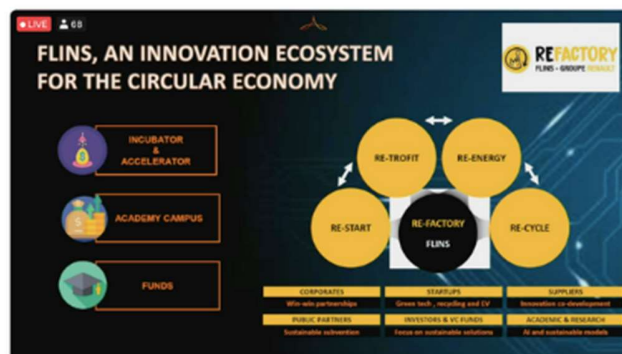 LIVE 68
FLINS, AN INNOVATION ECOSYSTEM
FOR THE CIRCULAR ECONOMY
REFACTORY
FLINS - GROUPE RENAULT
INCUBATOR
&
ACCELERATOR
ACADEMY CAMPUS
FUNDS
RE-TROFIT
RE-ENERGY
RE-START
RE-FACTORY
FLINS
RE-CYCLE
CORPORATES
Win-win partnerships
STARTUPS
Green tech , recycling and EV
SUPPLIERS
Innovation co-development
PUBLIC PARTNERS
Sustainable subvention
INVESTORS & VC FUNDS
Focus on sustainable solutions
ACADEMIC & RESEARCH
AI and sustainable models